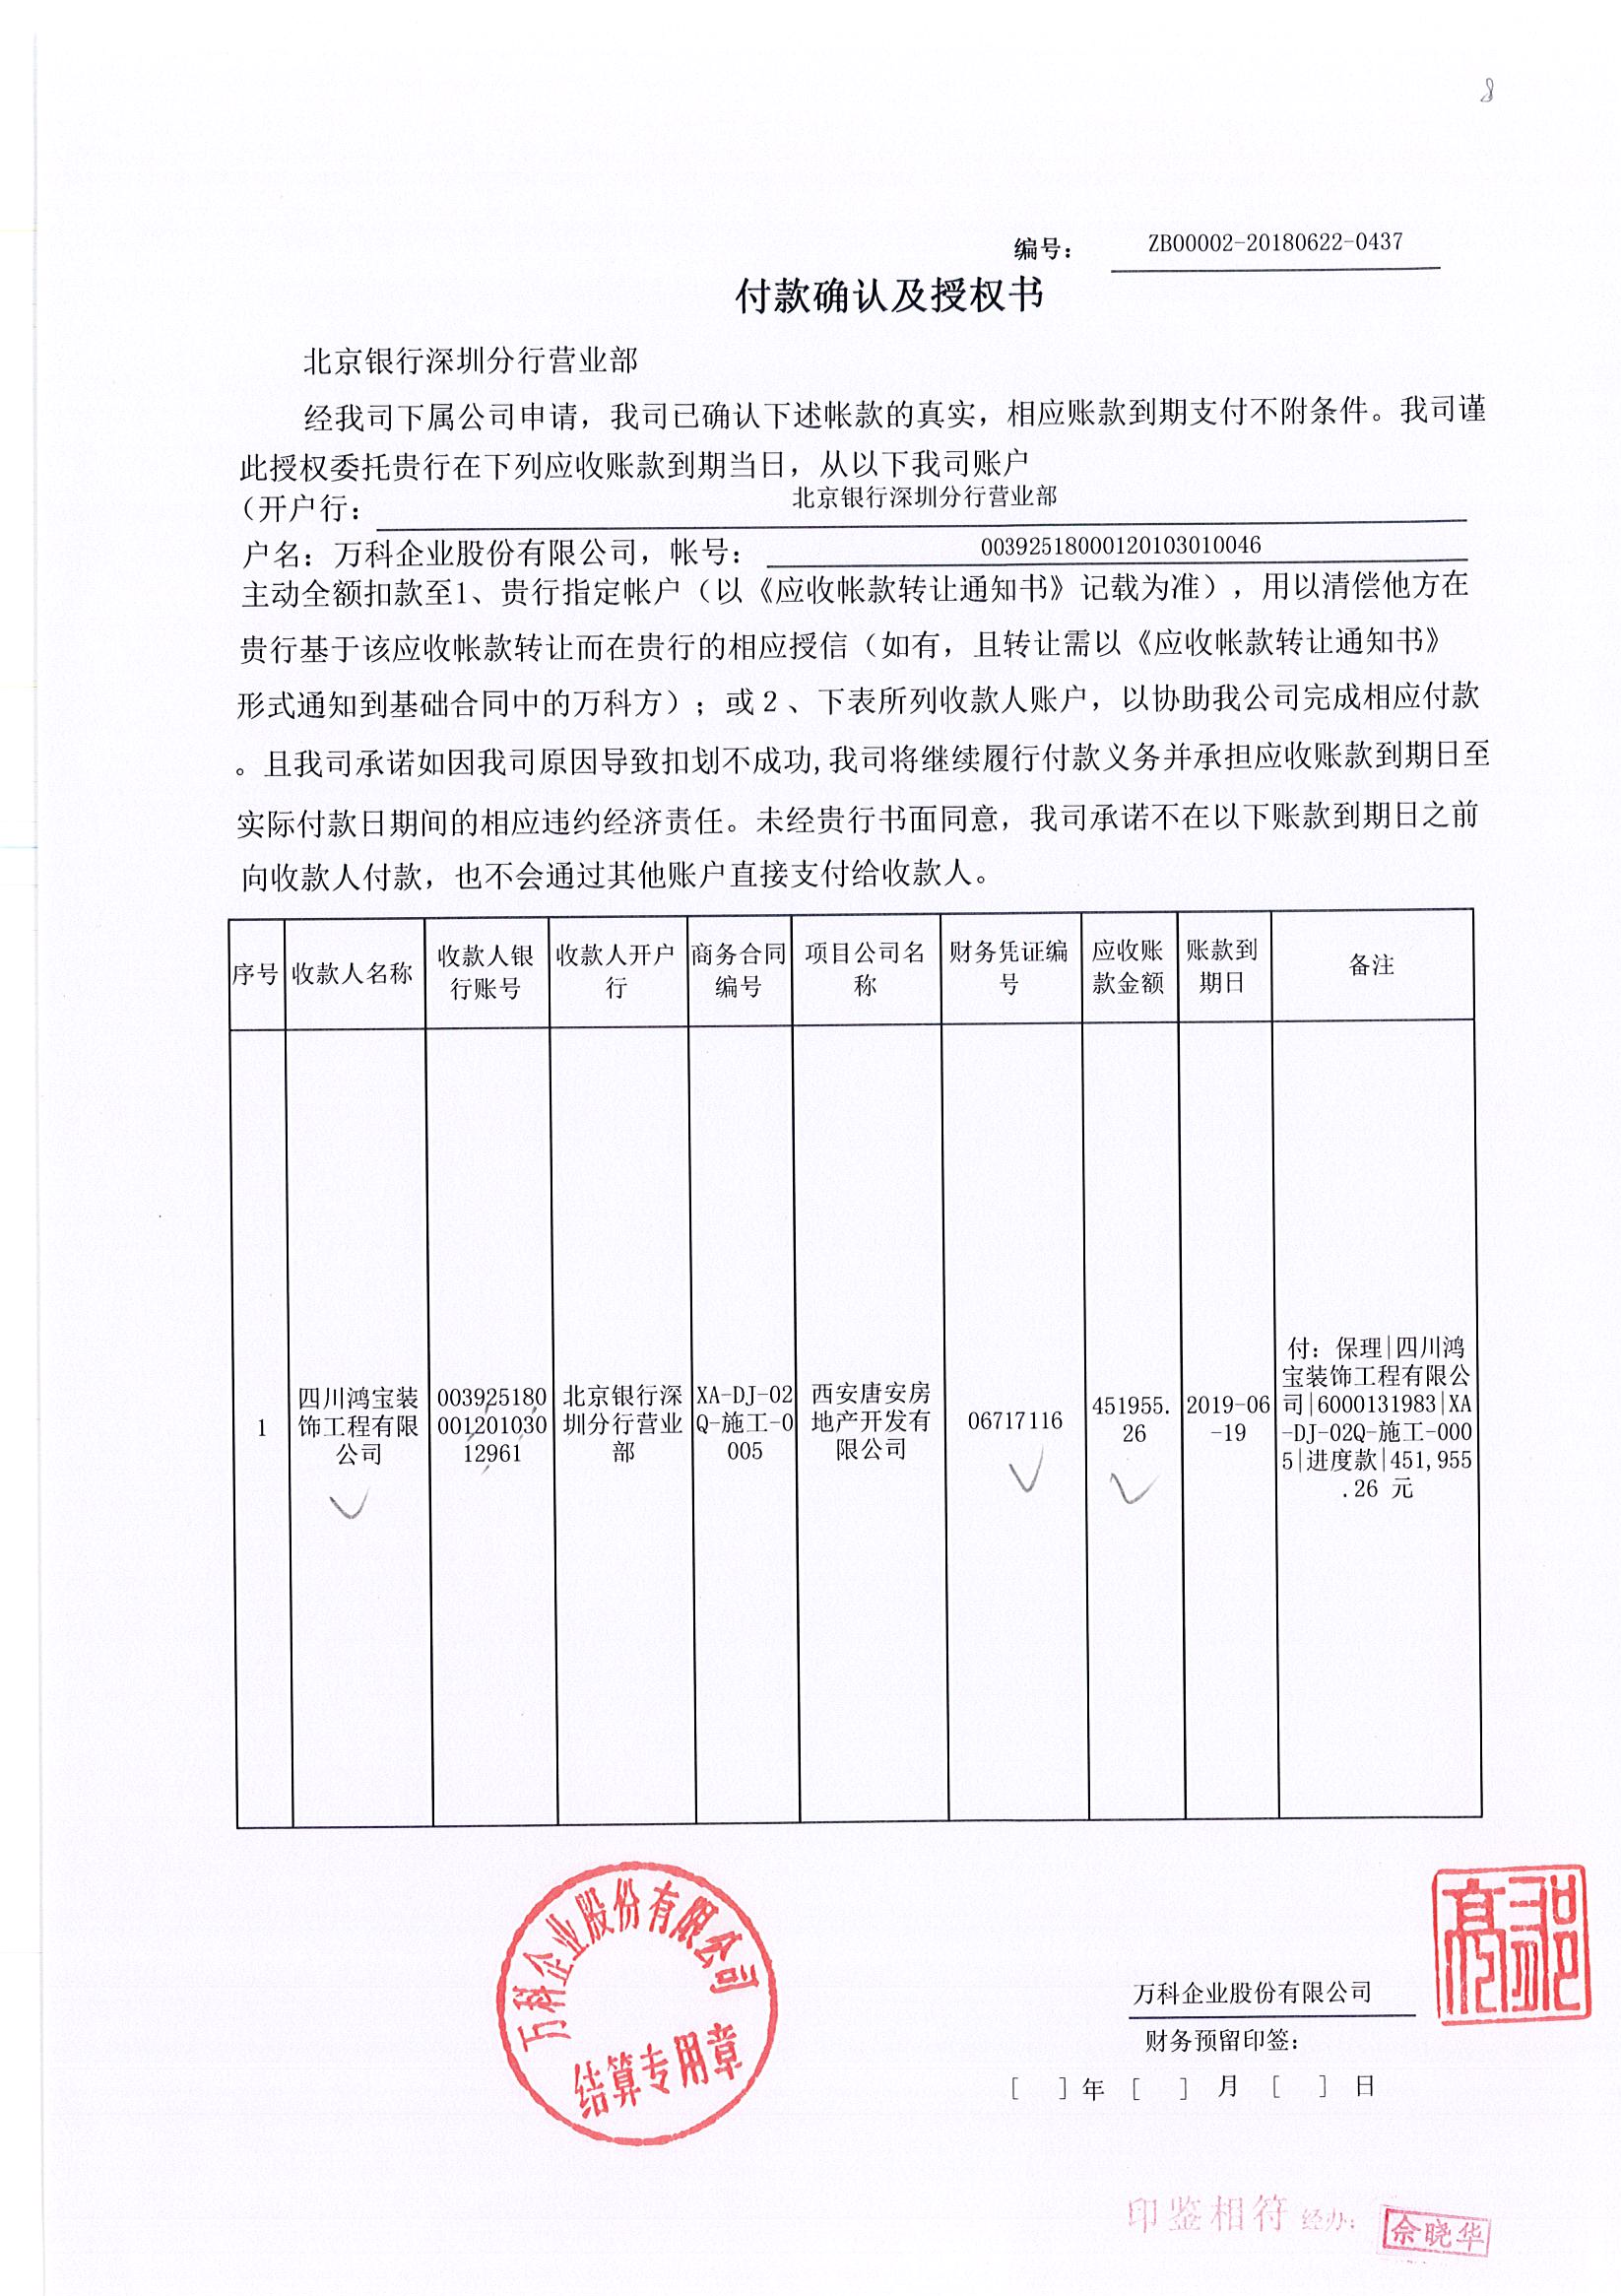 8
编号： ZB00002-20180622-0437
付款确认及授权书
北京银行深圳分行营业部
经我司下属公司申请，我司已确认下述帐款的真实，相应账款到期支付不附条件。我司谨
此授权委托贵行在下列应收账款到期当日，从以下我司账户
（开户行： 北京银行深圳分行营业部
户名：万科企业股份有限公司，帐号： 00392518000120103010046
主动全额扣款至1、贵行指定帐户（以《应收帐款转让通知书》记载为准），用以清偿他方在
贵行基于该应收帐款转让而在贵行的相应授信（如有，且转让需以《应收帐款转让通知书》
形式通知到基础合同中的万科方）；或２、下表所列收款人账户，以协助我公司完成相应付款
。且我司承诺如因我司原因导致扣划不成功,我司将继续履行付款义务并承担应收账款到期日至
实际付款日期间的相应违约经济责任。未经贵行书面同意，我司承诺不在以下账款到期日之前
向收款人付款，也不会通过其他账户直接支付给收款人。
序号
收款人名称
收款人银
行账号
收款人开户
行
商务合同
编号
项目公司名
称
财务凭证编
号
应收账
款金额
账款到
期日
备注
1
四川鸿宝装
饰工程有限
公司
003925180
001201030
12961
北京银行深
圳分行营业
部
XA-DJ-02
Q-施工-0
005
西安唐安房
地产开发有
限公司
06717116
451955.
26
2019-06
-19
付：保理|四川鸿
宝装饰工程有限公
司|6000131983|XA
-DJ-02Q-施工-000
5|进度款|451,955
.26 元
万科企业股份有限公司
结算专用章
万科企业股份有限公司
财务预留印签：
[ ]年 [ ] 月 [ ] 日
印鉴相符 经办：
佘晓华